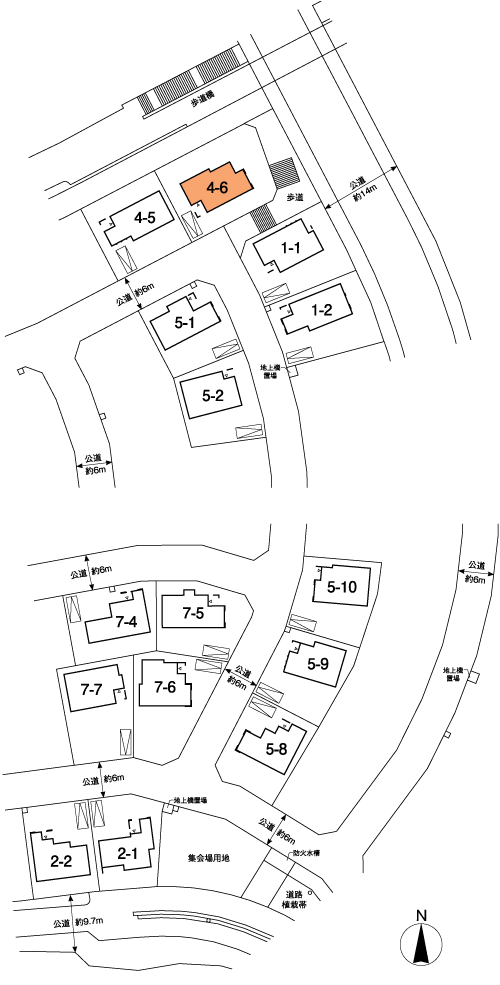 歩道橋
4-6
4-5
歩道
公道
約14m
1-1
公道 約6m
1-2
5-1
地上機
置場
5-2
公道
約6m
公道 約6m
5-10
公道
約6m
7-4
7-5
5-9
地上機
置場
公道
約6m
7-7
7-6
5-8
公道 約6m
地上機置場
公道 約6m
防火水槽
2-2
2-1
集会場用地
道路
植栽帯
公道 約9.7m
N